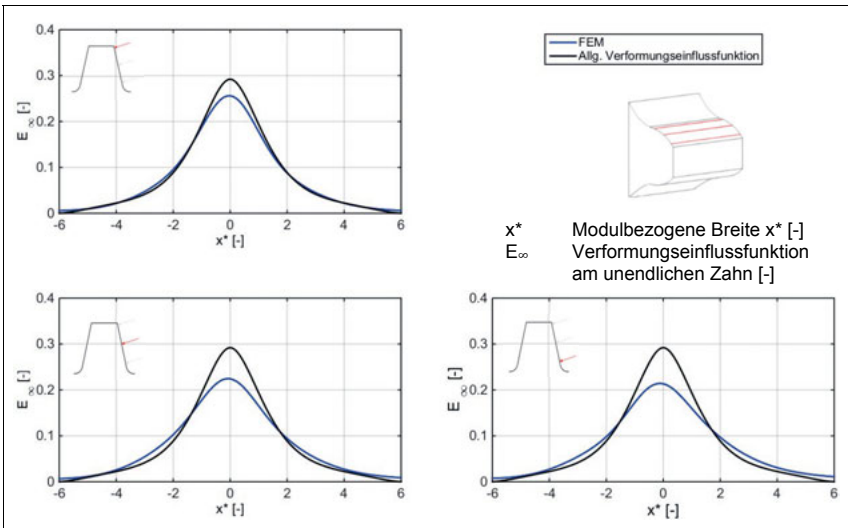 0.4
0.3
0.2
0.1
0
E∞ [-]
-6 -4 -2 0 2 4 6
x* [-]
FEM
Allg. Verformungseinflussfunktion
x* Modulbezogene Breite x* [-]
E∞ Verformungseinflussfunktion
am unendlichen Zahn [-]
0.4
0.3
0.2
0.1
0
E∞ [-]
-6 -4 -2 0 2 4 6
x* [-]
0.4
0.3
0.2
0.1
0
E∞ [-]
-6 -4 -2 0 2 4 6
x* [-]